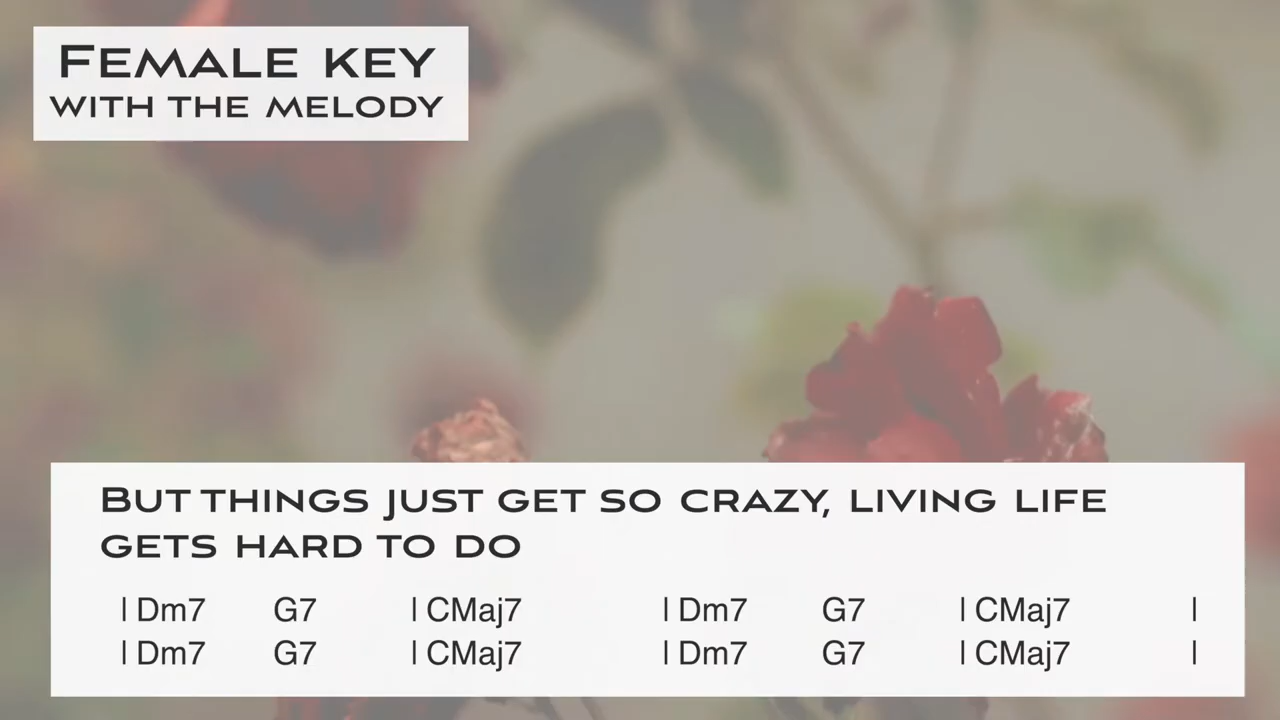 Female key
with the melody
But things just get so crazy, living life
gets hard to do
| Dm7 G7 | CMaj7 | Dm7 G7 | CMaj7 |
| Dm7 G7 | CMaj7 | Dm7 G7 | CMaj7 |